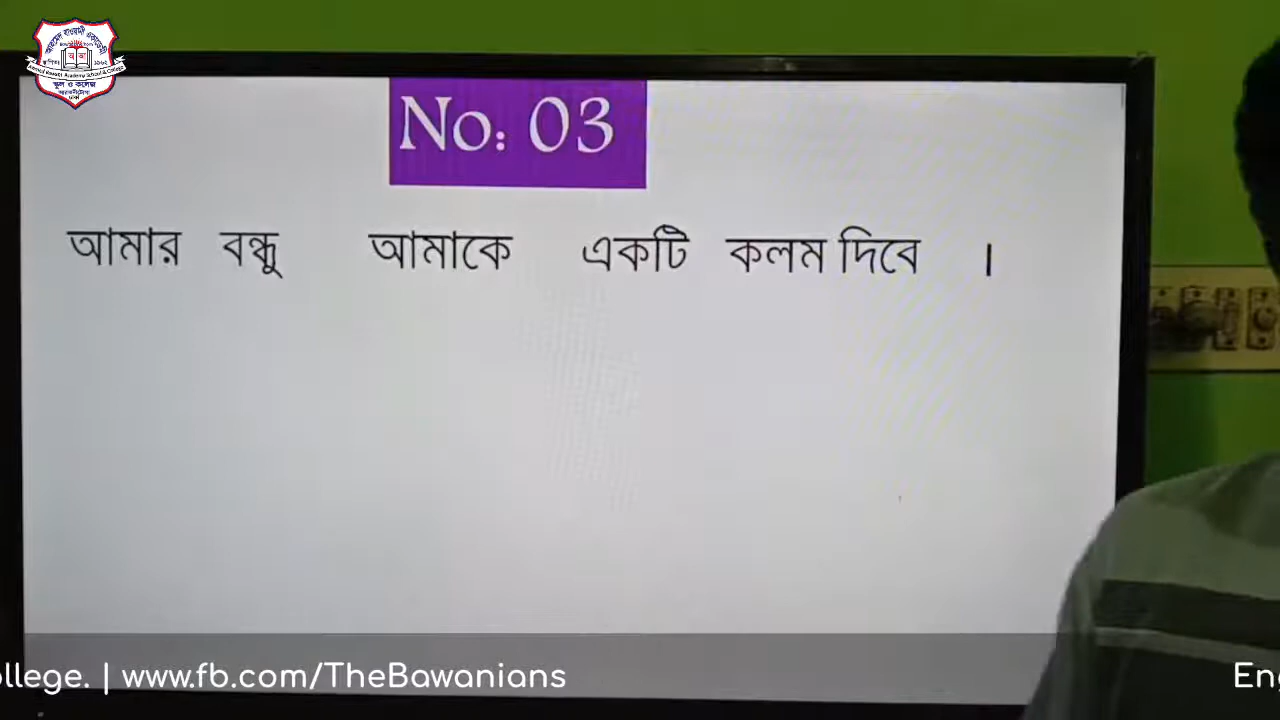 No: 03
আমার বন্ধু আমাকে একটি কলম দিবে ।
ollege. | www.fb.com/TheBawanians
Eng